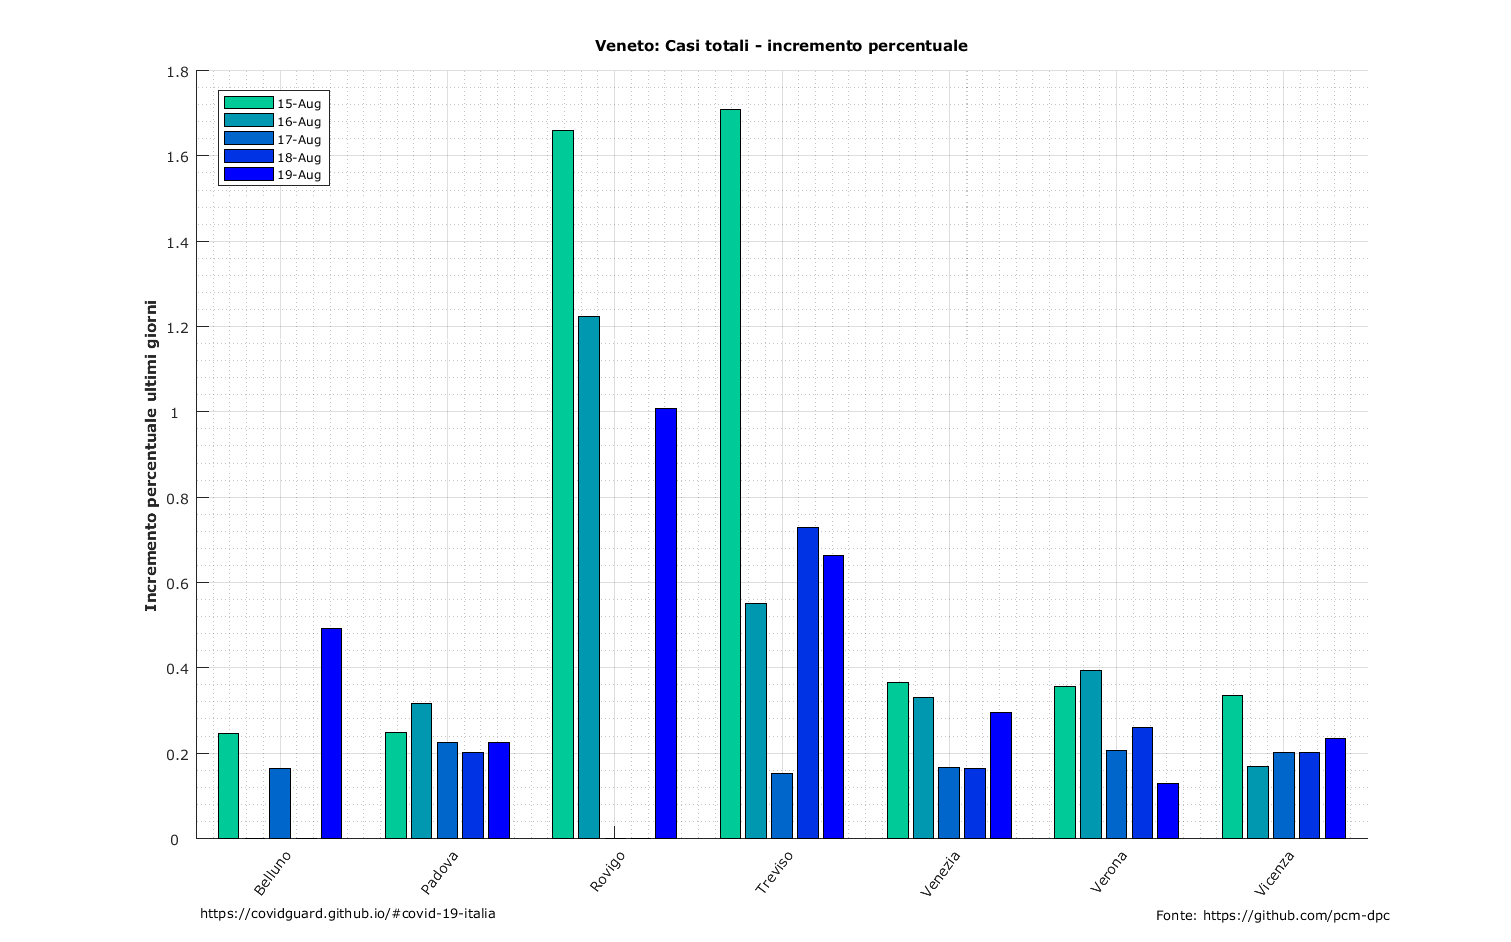 Veneto: Casi totali - incremento percentuale
1.8
1.6
1.4
1.2
1
0.8
0.6
0.4
0.2
0
Incremento percentuale ultimi giorni
15-Aug
16-Aug
17-Aug
18-Aug
19-Aug
Belluno
Padova
Rovigo
Treviso
Venezia
Verona
Vicenza
https://covidguard.github.io/#covid-19-italia
Fonte: https://github.com/pcm-dpc